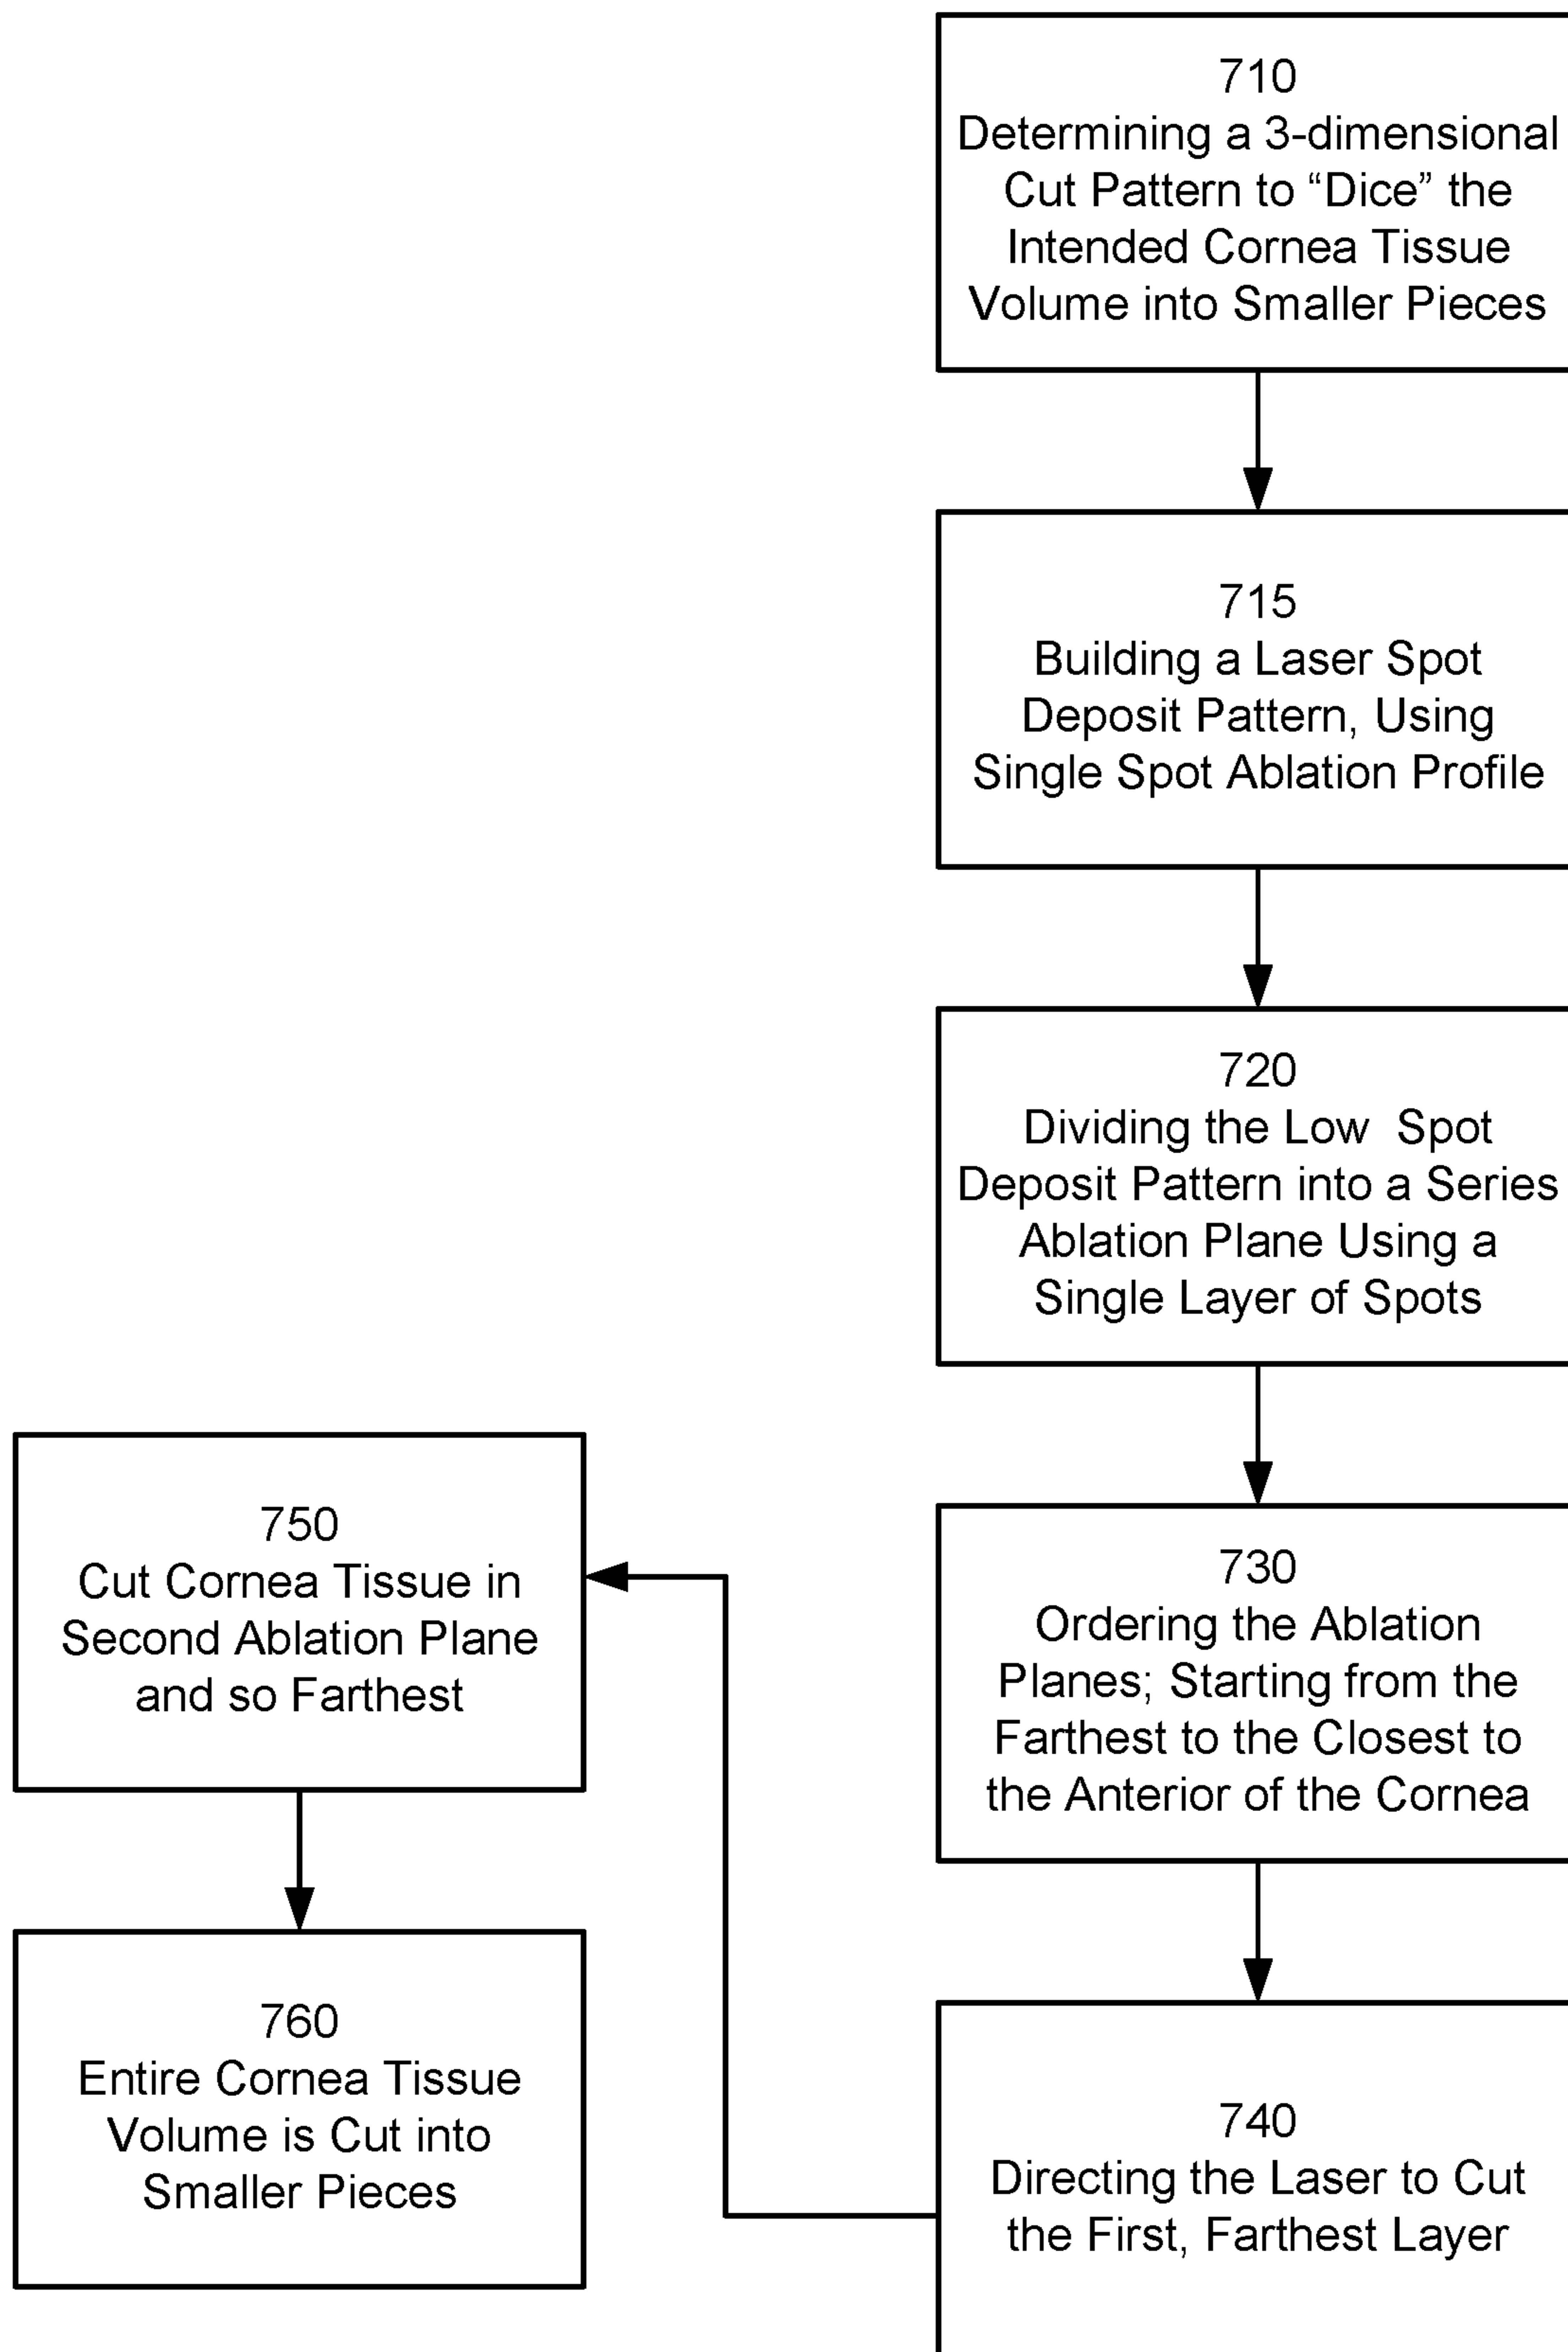 710
Determining a 3-dimensional
Cut Pattern to “Dice” the
Intended Cornea Tissue
Volume into Smaller Pieces
715
Building a Laser Spot
Deposit Pattern, Using
Single Spot Ablation Profile
720
Dividing the Low  Spot
Deposit Pattern into a Series
Ablation Plane Using a
Single Layer of Spots
730
Ordering the Ablation
Planes; Starting from the
Farthest to the Closest to
the Anterior of the Cornea
740
Directing the Laser to Cut
the First, Farthest Layer
750
Cut Cornea Tissue in
Second Ablation Plane
and so Farthest
760
Entire Cornea Tissue
Volume is Cut into
Smaller Pieces